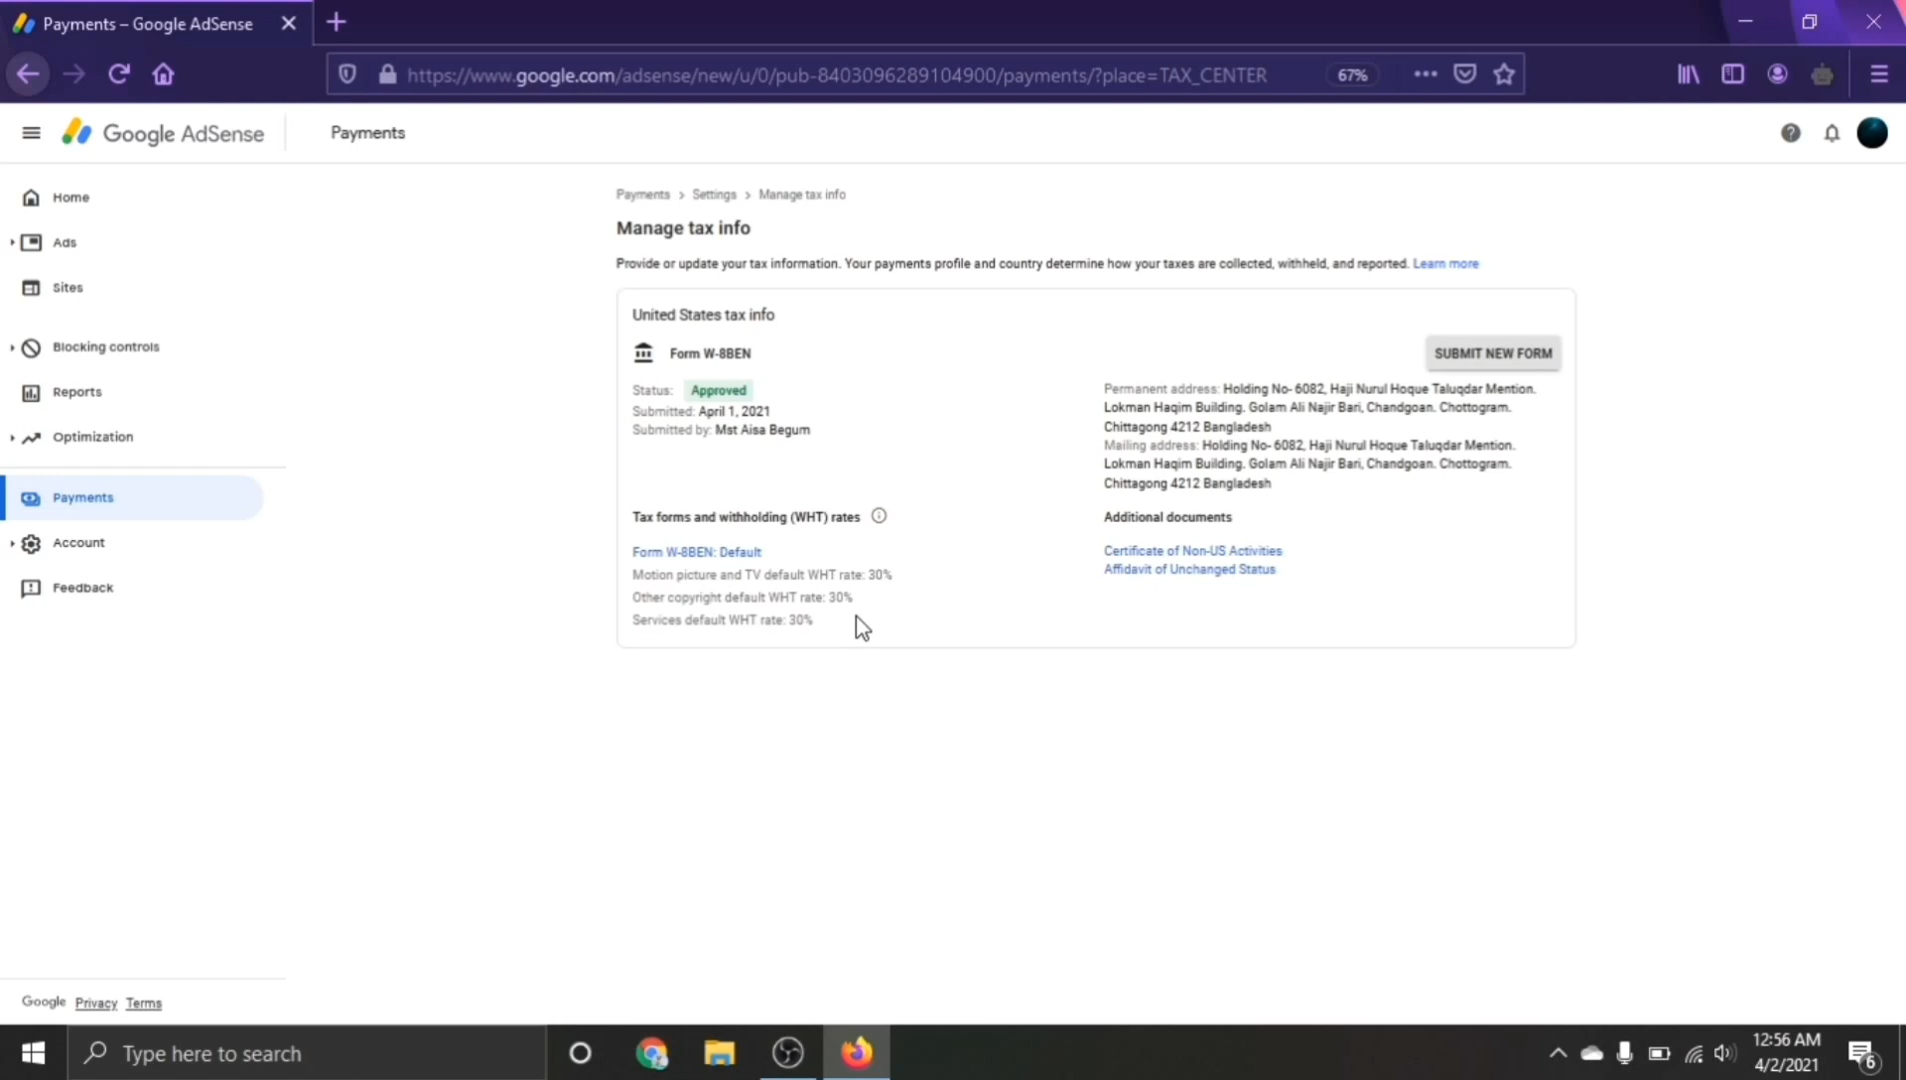 Payments – Google AdSense
https://www.google.com/adsense/new/u/0/pub-8403096289104900/payments/?place=TAX_CENTER
67%
Google AdSense
Payments
Home
Ads
Sites
Blocking controls
Reports
Optimization
Payments
Account
Feedback
Payments > Settings > Manage tax info
Manage tax info
Provide or update your tax information. Your payments profile and country determine how your taxes are collected, withheld, and reported. Learn more
United States tax info
Form W-8BEN
SUBMIT NEW FORM
Status: Approved
Submitted: April 1, 2021
Submitted by: Mst Aisa Begum
Permanent address: Holding No- 6082, Haji Nurul Hoque Taluqdar Mention.
Lokman Haqim Building. Golam Ali Najir Bari, Chandgoan. Chottogram.
Chittagong 4212 Bangladesh
Mailing address: Holding No- 6082, Haji Nurul Hoque Taluqdar Mention.
Lokman Haqim Building. Golam Ali Najir Bari, Chandgoan. Chottogram.
Chittagong 4212 Bangladesh
Tax forms and withholding (WHT) rates
Form W-8BEN: Default
Motion picture and TV default WHT rate: 30%
Other copyright default WHT rate: 30%
Services default WHT rate: 30%
Additional documents
Certificate of Non-US Activities
Affidavit of Unchanged Status
Google Privacy Terms
Type here to search
12:56 AM
4/2/2021
6